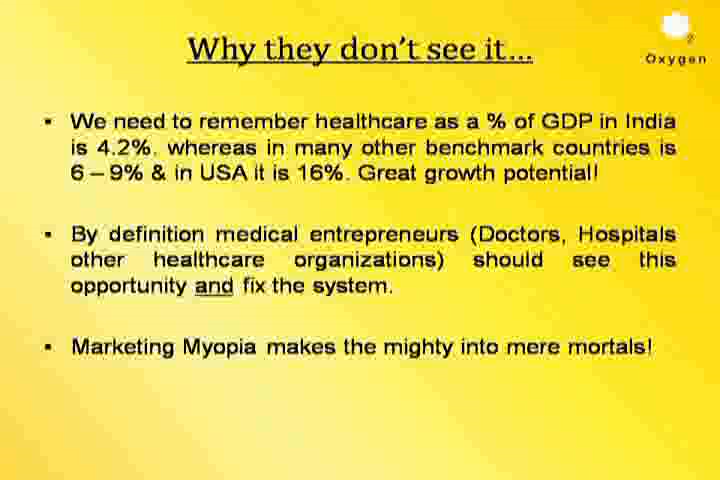 Why they don't see it...
2
Oxygen
▪ We need to remember healthcare as a % of GDP in India
is 4.2%. whereas in many other benchmark countries is
6 – 9% & in USA it is 16%. Great growth potential!
▪ By definition medical entrepreneurs (Doctors, Hospitals
other healthcare organizations) should see this
opportunity and fix the system.
▪ Marketing Myopia makes the mighty into mere mortals!